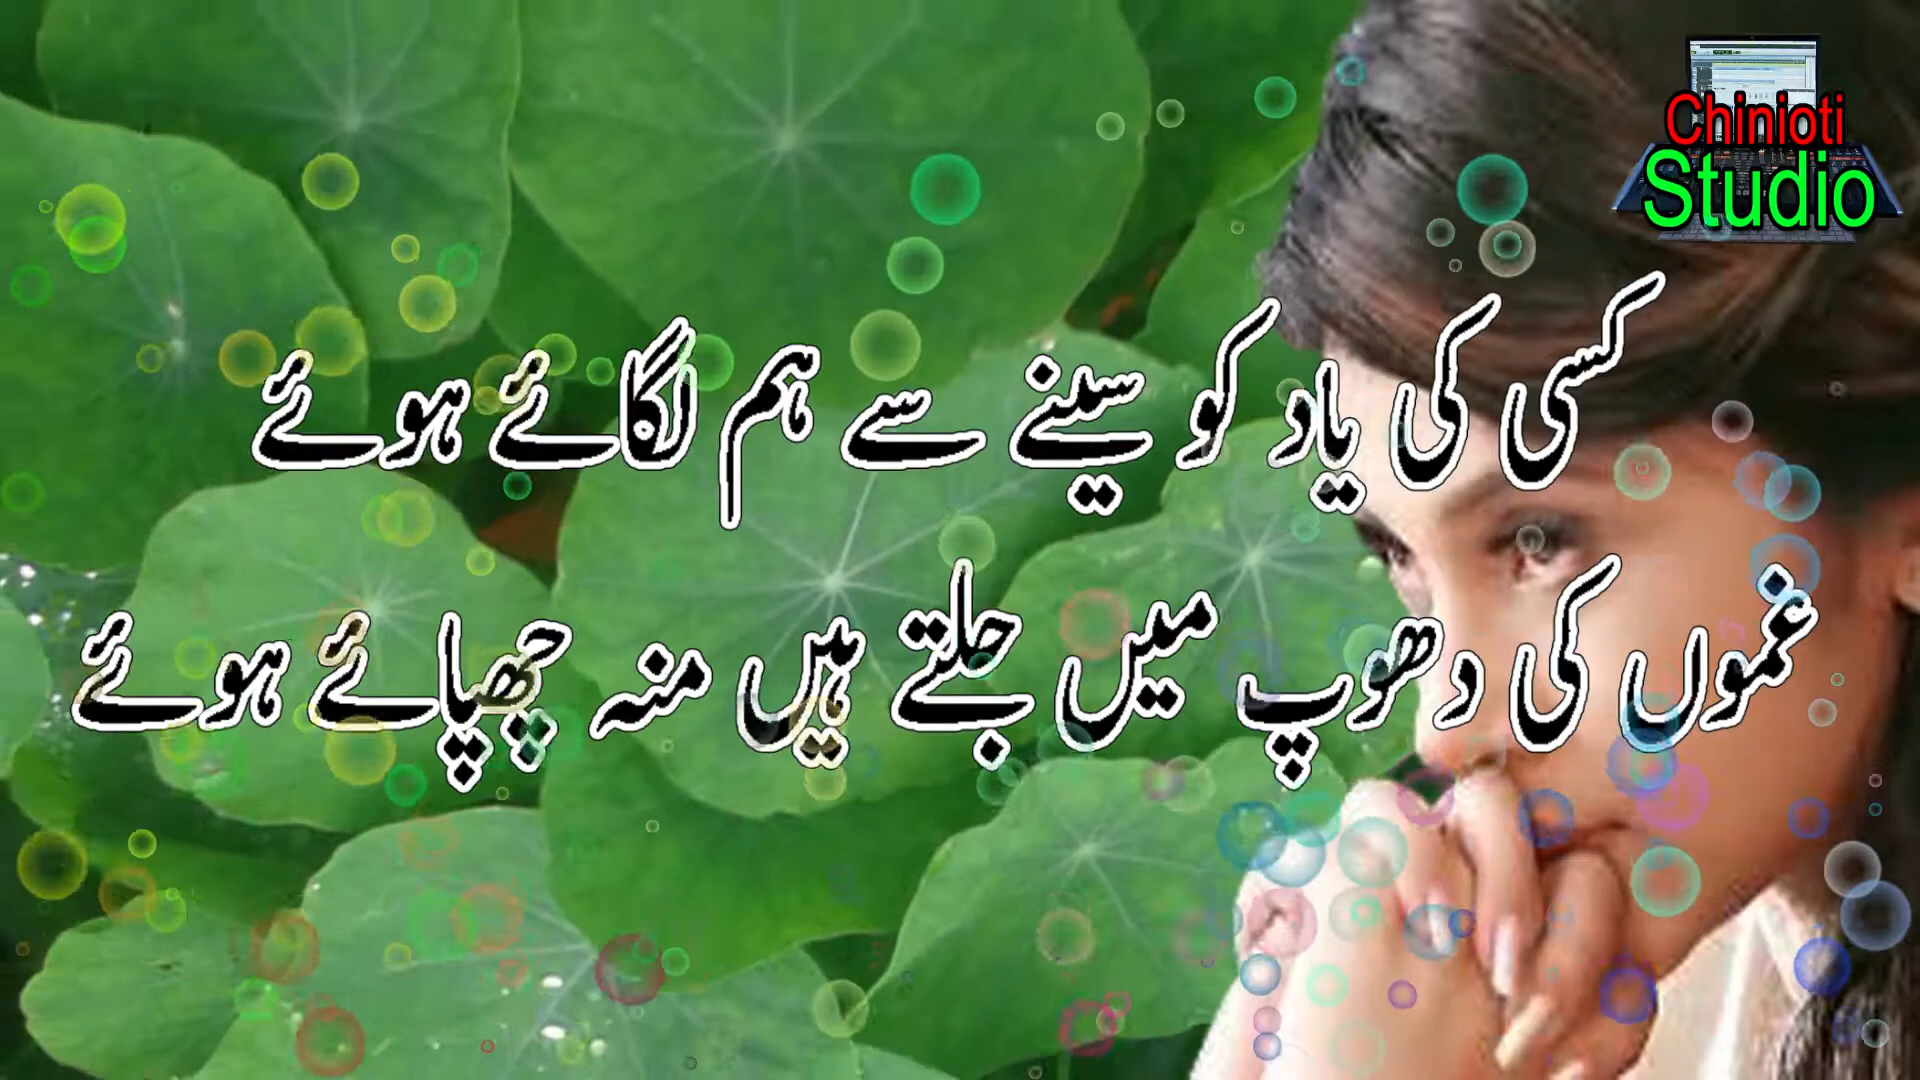 Chinioti
Studio
کسی کی یاد کو سینے سے ہم لگائے ہوئے
غموں کی دھوپ میں جلتے ہیں منہ چھپائے ہوئے